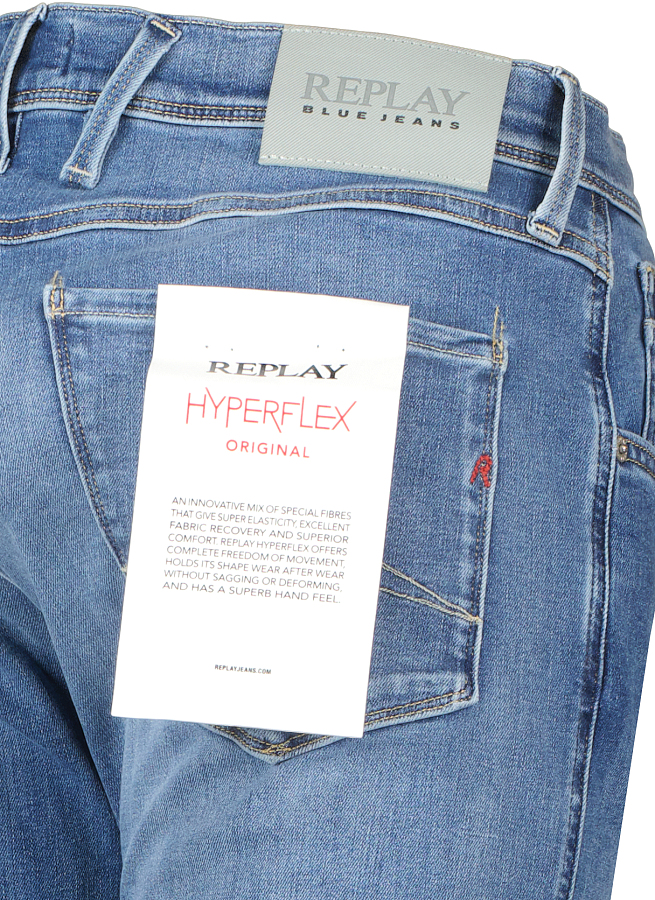 REPLAY
BLUE JEANS
REPLAY
HYPERFLEX
ORIGINAL
AN INNOVATIVE MIX OF SPECIAL FIBRES
THAT GIVE SUPER ELASTICITY, EXCELLENT
FABRIC RECOVERY AND SUPERIOR
COMFORT. REPLAY HYPERFLEX OFFERS
COMPLETE FREEDOM OF MOVEMENT,
HOLDS ITS SHAPE WEAR AFTER WEAR
WITHOUT SAGGING OR DEFORMING,
AND HAS A SUPERB HAND FEEL.
REPLAYJEANS.COM
R